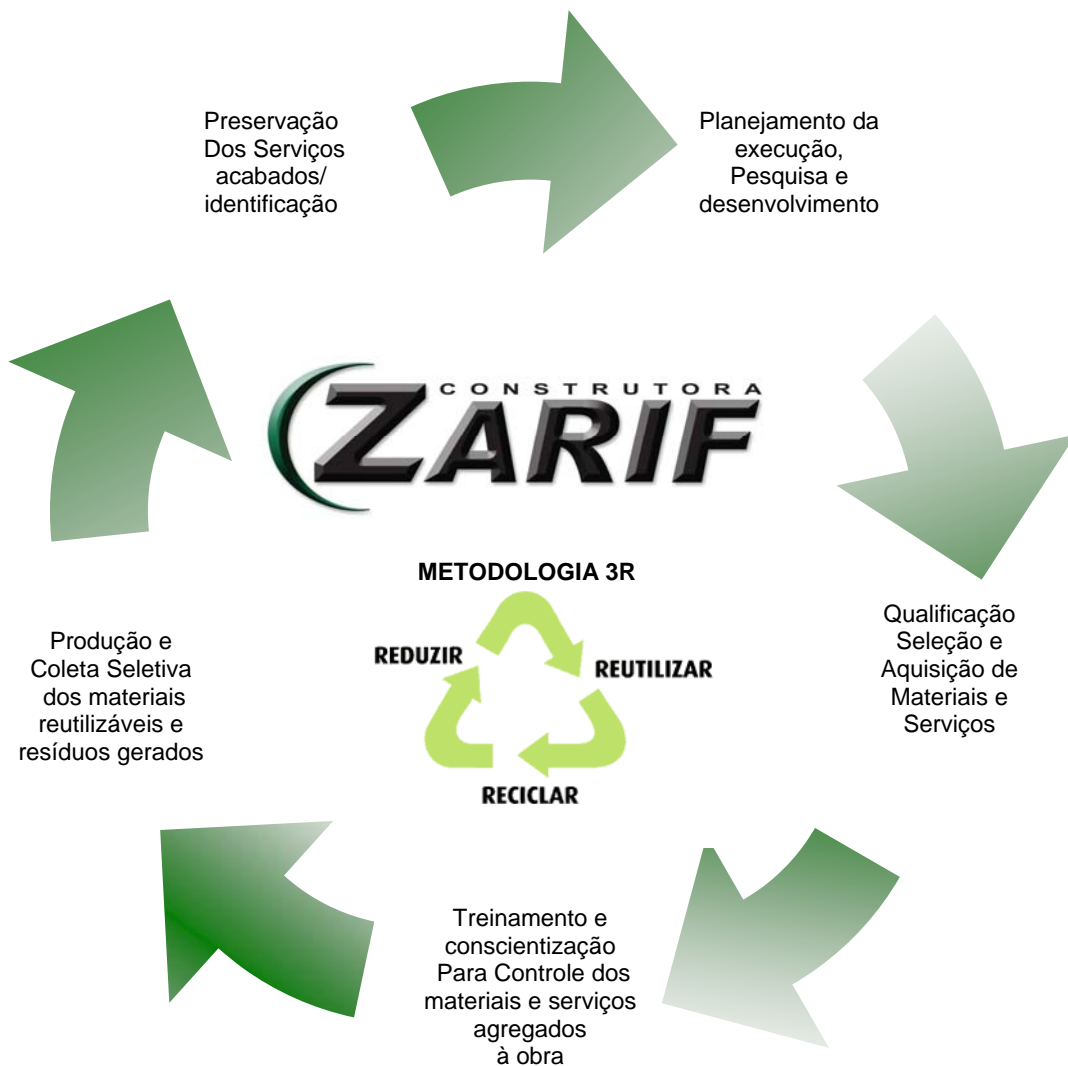 Preservação
Dos Serviços
acabados/
identificação
Planejamento da
execução,
Pesquisa e
desenvolvimento
CONSTRUTORA
ZARIF
METODOLOGIA 3R
REDUZIR
REUTILIZAR
RECICLAR
Qualificação
Seleção e
Aquisição de
Materiais e
Serviços
Produção e
Coleta Seletiva
dos materiais
reutilizáveis e
resíduos gerados
Treinamento e
conscientização
Para Controle dos
materiais e serviços
agregados
à obra